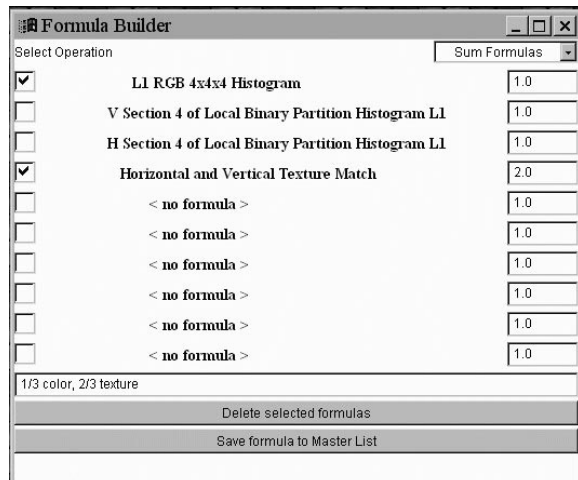 Formula Builder
Select Operation Sum Formulas
L1 RGB 4x4x4 Histogram 1.0
V Section 4 of Local Binary Partition Histogram L1 1.0
H Section 4 of Local Binary Partition Histogram L1 1.0
Horizontal and Vertical Texture Match 2.0
< no formula > 1.0
< no formula > 1.0
< no formula > 1.0
< no formula > 1.0
< no formula > 1.0
< no formula > 1.0
1/3 color, 2/3 texture
Delete selected formulas
Save formula to Master List